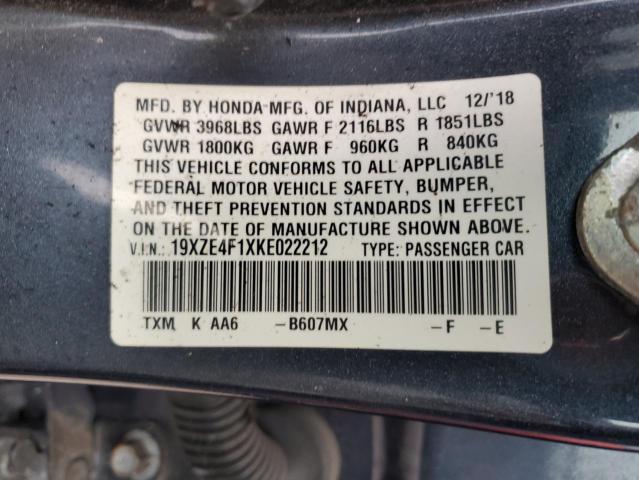 MFD. BY HONDA MFG. OF INDIANA, LLC 12/'18
GVWR 3968LBS GAWR F 2116LBS R 1851LBS
GVWR 1800KG GAWR F 960KG R 840KG
THIS VEHICLE CONFORMS TO ALL APPLICABLE
FEDERAL MOTOR VEHICLE SAFETY, BUMPER,
AND THEFT PREVENTION STANDARDS IN EFFECT
ON THE DATE OF MANUFACTURE SHOWN ABOVE.
V.I.N.: 19XZE4F1XKE022212 TYPE: PASSENGER CAR
TXM K AA6 -B607MX -F -E